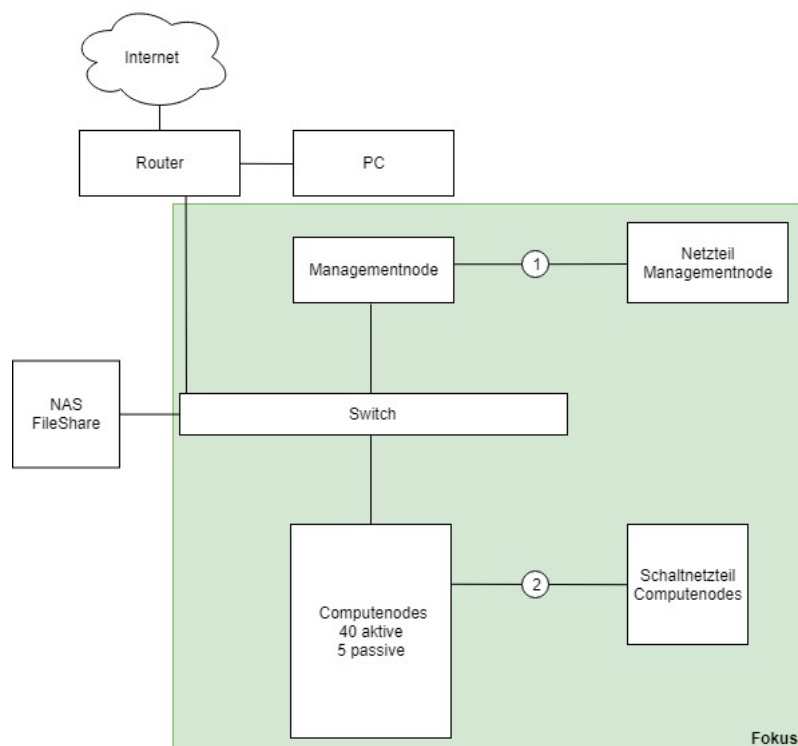 Internet
Router
PC
Managementnode
1
Netzteil
Managementnode
NAS
FileShare
Switch
Computenodes
40 aktive
5 passive
2
Schaltnetzteil
Computenodes
Fokus